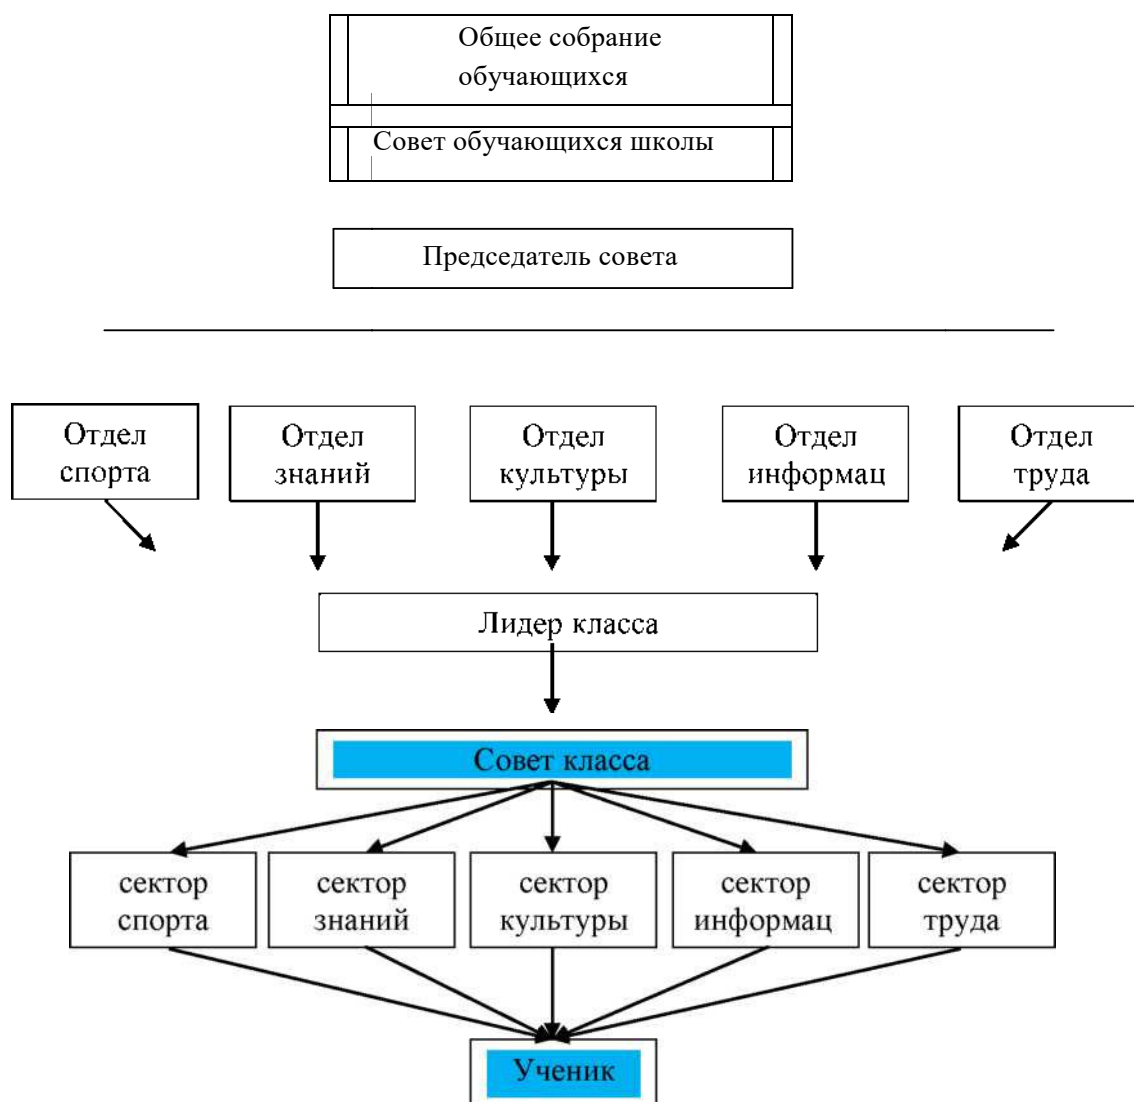 Общее собрание
обучающихся
Совет обучающихся школы
Председатель совета
Отдел
спорта
Отдел
знаний
Отдел
культуры
Отдел
информац
Отдел
труда
Лидер класса
Совет класса
сектор
спорта
сектор
знаний
сектор
культуры
сектор
информац
сектор
труда
Ученик